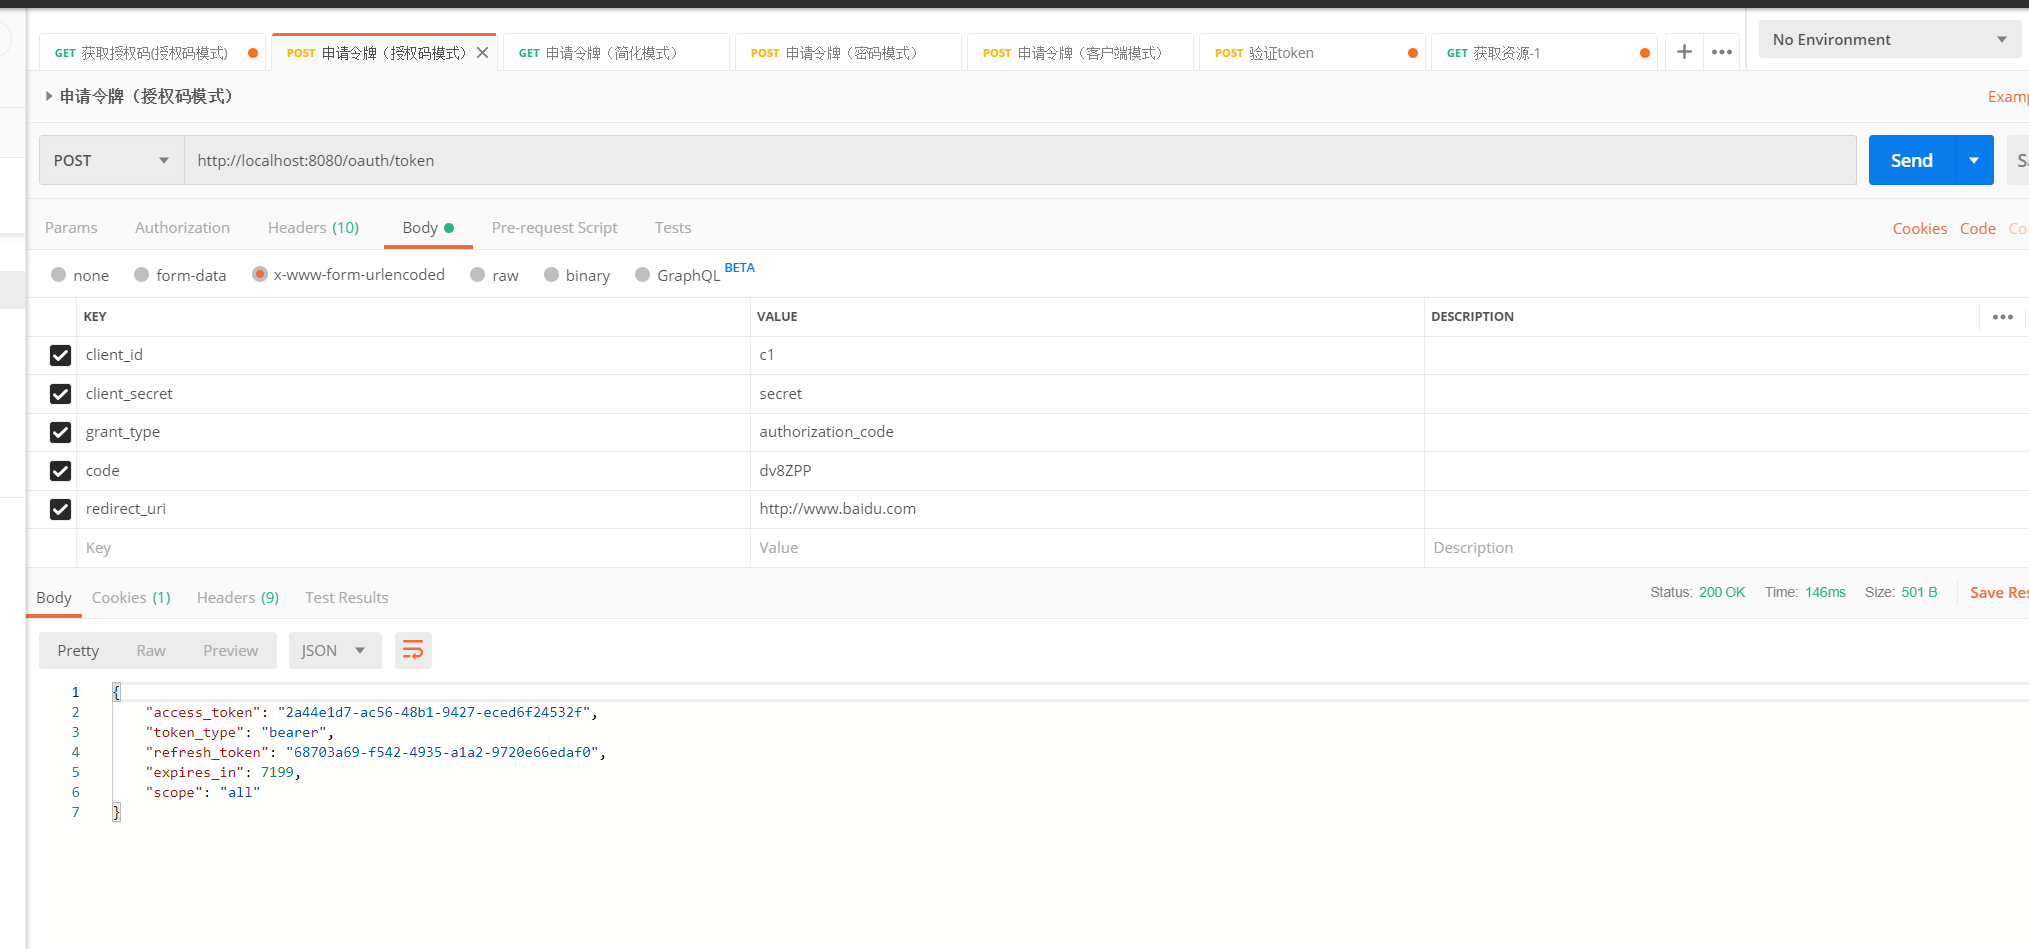 GET 获取授权码(授权码模式) POST 申请令牌（授权码模式） GET 申请令牌（简化模式） POST 申请令牌（密码模式） POST 申请令牌（客户端模式） POST 验证token GET 获取资源-1 No Environment
申请令牌（授权码模式） Examp
POST http://localhost:8080/oauth/token Send Sa
Params Authorization Headers (10) Body Pre-request Script Tests Cookies Code Co
none form-data x-www-form-urlencoded raw binary GraphQL BETA
KEY VALUE DESCRIPTION
client_id c1
client_secret secret
grant_type authorization_code
code dv8ZPP
redirect_uri http://www.baidu.com
Key Value Description
Body Cookies (1) Headers (9) Test Results Status: 200 OK Time: 146ms Size: 501 B Save Res
Pretty Raw Preview JSON
1 {
2 "access_token": "2a44e1d7-ac56-48b1-9427-eced6f24532f",
3 "token_type": "bearer",
4 "refresh_token": "68703a69-f542-4935-a1a2-9720e66edaf0",
5 "expires_in": 7199,
6 "scope": "all"
7 }